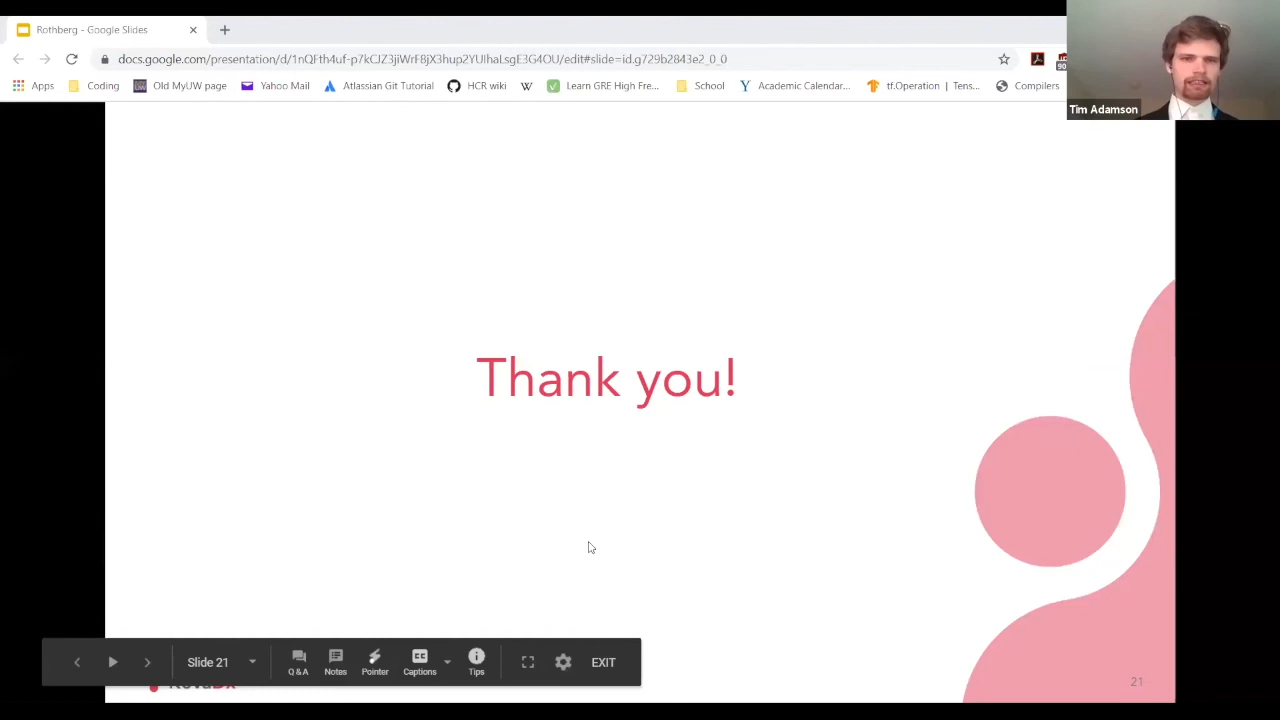 Rothberg - Google Slides
docs.google.com/presentation/d/1nQFth4uf-p7kCJZ3jiWrF8jX3hup2YUihaLsgE3G4OU/edit#slide=id.g729b2843e2_0_0
90
Apps Coding Old MyUW page Yahoo Mail Atlassian Git Tutorial HCR wiki Learn GRE High Fre... School Academic Calendar... tf.Operation | Tens... Compilers
Tim Adamson
Thank you!
Slide 21 Q&A Notes Pointer Captions Tips EXIT
21